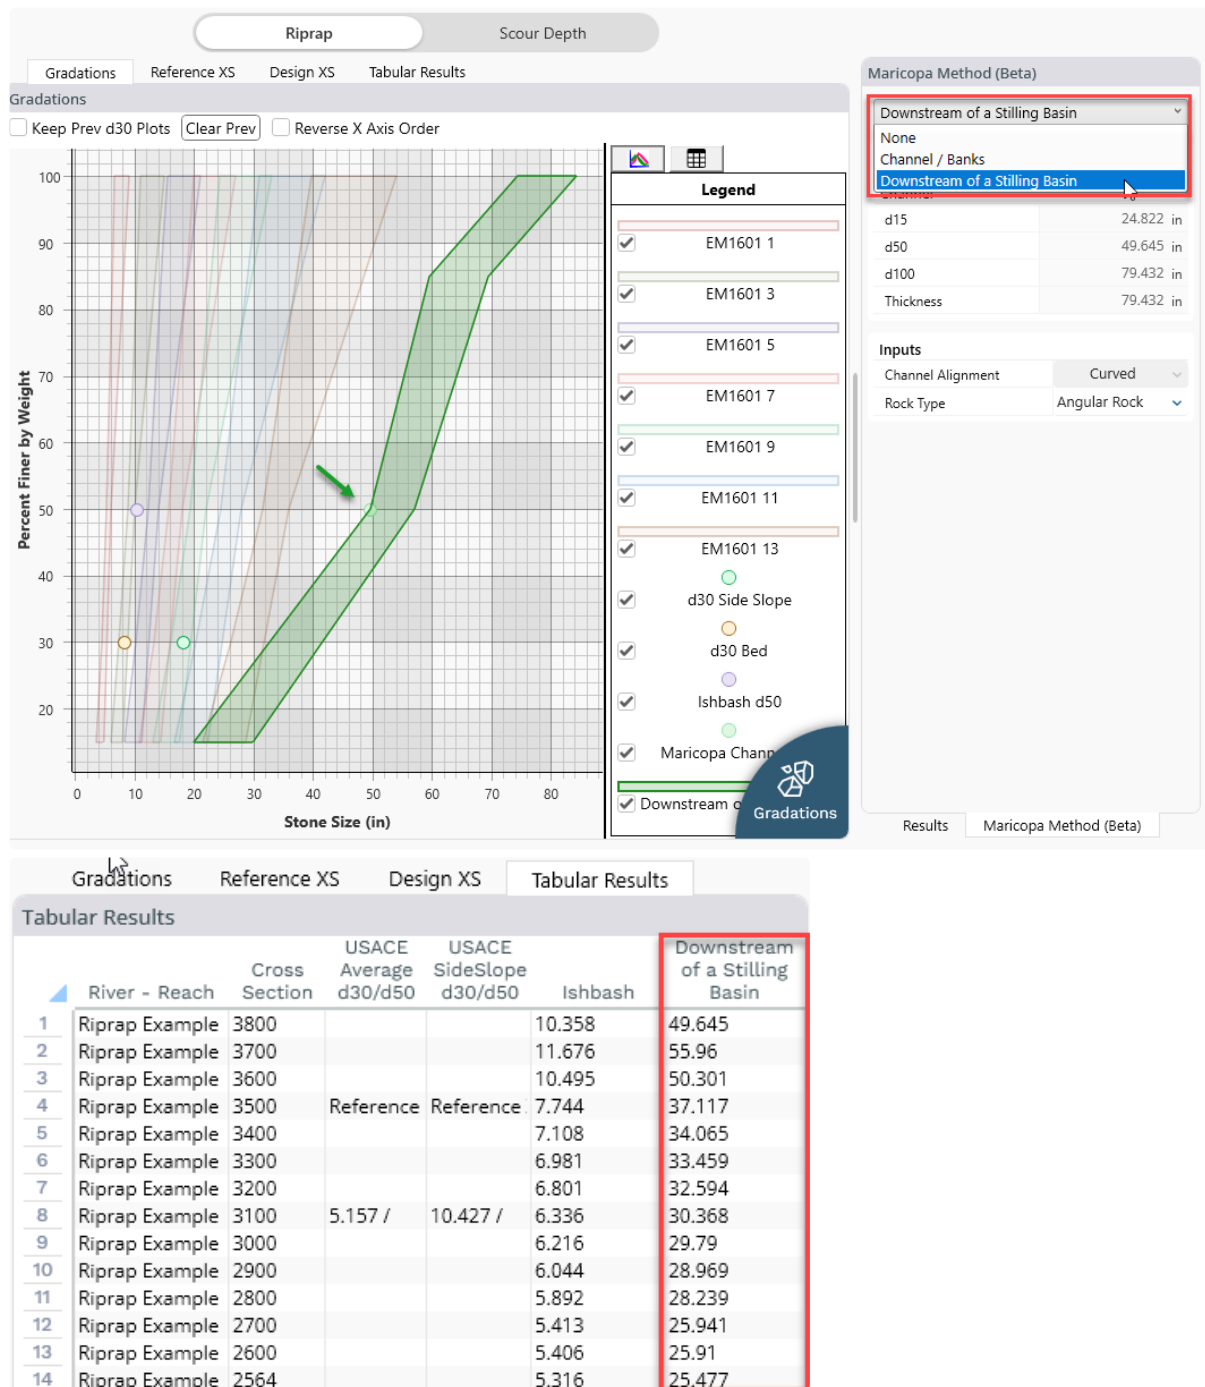 Riprap
Scour Depth
Gradations
Reference XS
Design XS
Tabular Results
Gradations
Keep Prev d30 Plots
Clear Prev
Reverse X Axis Order
100
90
80
70
60
50
40
30
20
Percent Finer by Weight
0 10 20 30 40 50 60 70 80
Stone Size (in)
Legend
EM1601 1
EM1601 3
EM1601 5
EM1601 7
EM1601 9
EM1601 11
EM1601 13
d30 Side Slope
d30 Bed
Ishbash d50
Maricopa Chann
Downstream o
Gradations
Maricopa Method (Beta)
Downstream of a Stilling Basin
None
Channel / Banks
Downstream of a Stilling Basin
Channel
d15 24.822 in
d50 49.645 in
d100 79.432 in
Thickness 79.432 in
Inputs
Channel Alignment Curved
Rock Type Angular Rock
Results
Maricopa Method (Beta)
Gradations
Reference XS
Design XS
Tabular Results
Tabular Results
River - Reach
Cross Section
USACE Average d30/d50
USACE SideSlope d30/d50
Ishbash
Downstream of a Stilling Basin
1 Riprap Example 3800 10.358 49.645
2 Riprap Example 3700 11.676 55.96
3 Riprap Example 3600 10.495 50.301
4 Riprap Example 3500 Reference Reference 7.744 37.117
5 Riprap Example 3400 7.108 34.065
6 Riprap Example 3300 6.981 33.459
7 Riprap Example 3200 6.801 32.594
8 Riprap Example 3100 5.157 / 10.427 / 6.336 30.368
9 Riprap Example 3000 6.216 29.79
10 Riprap Example 2900 6.044 28.969
11 Riprap Example 2800 5.892 28.239
12 Riprap Example 2700 5.413 25.941
13 Riprap Example 2600 5.406 25.91
14 Riprap Example 2564 5.316 25.477